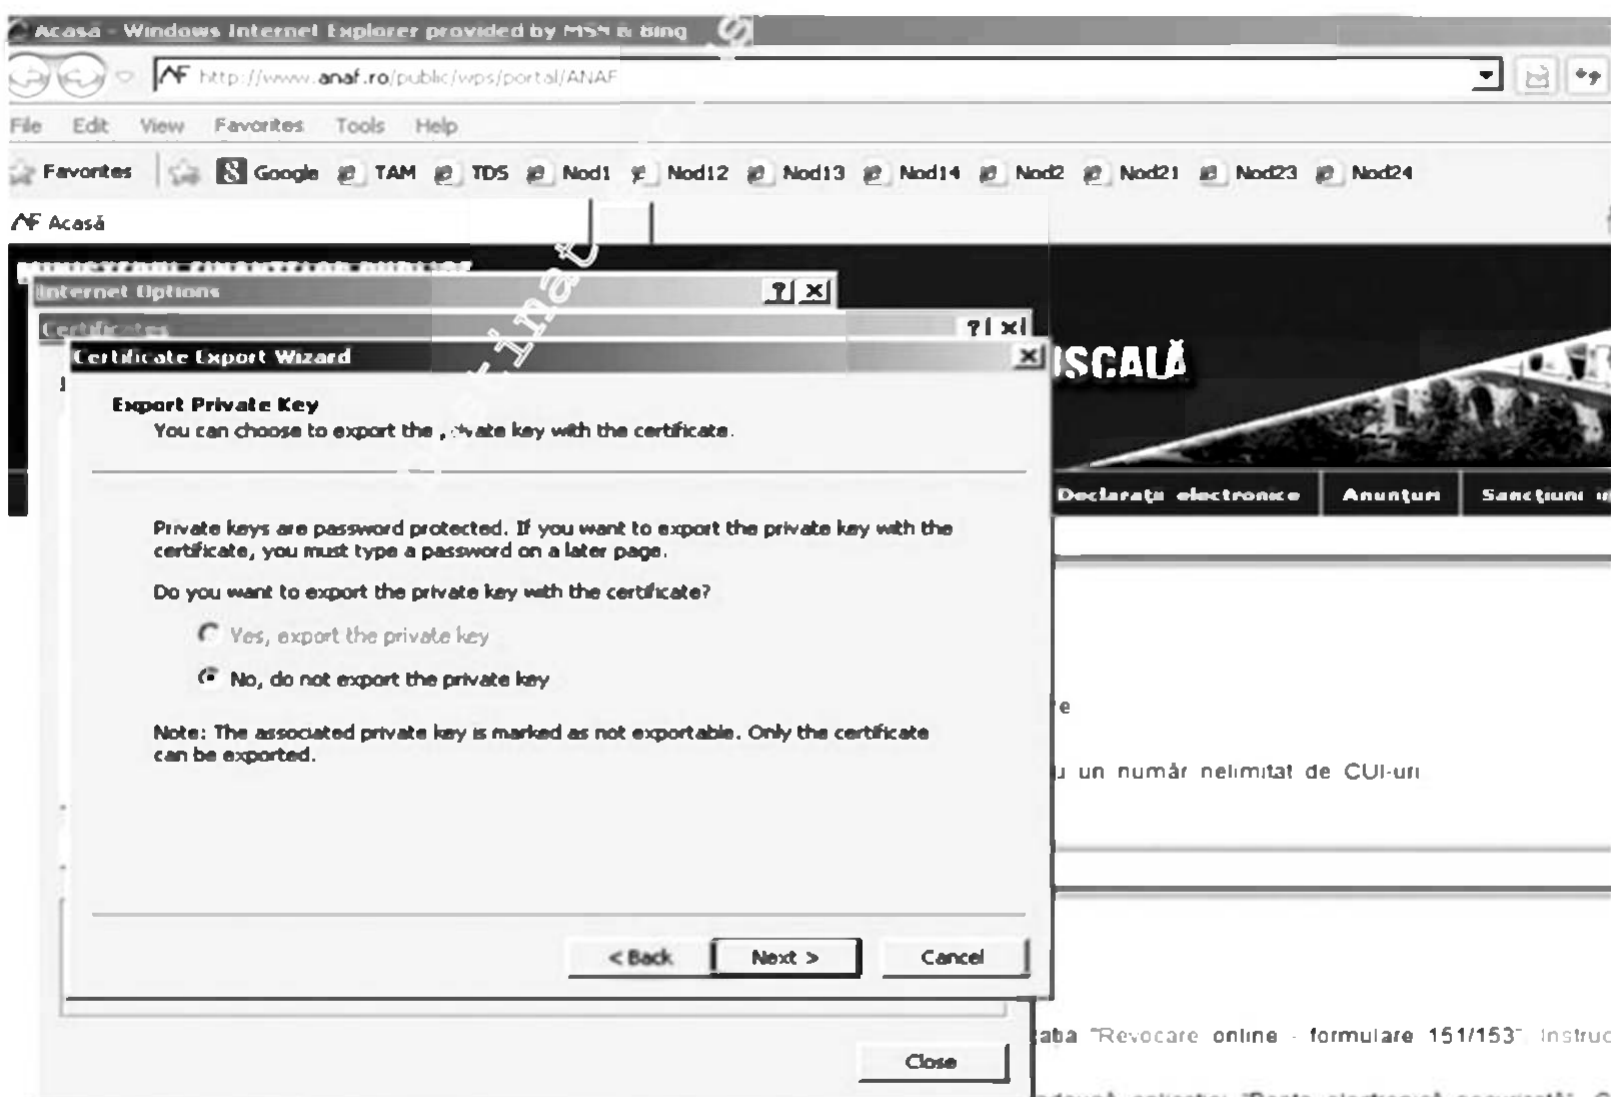 Acasă - Windows Internet Explorer provided by MSN & Bing
http://www.anaf.ro/public/wps/portal/ANAF
File Edit View Favorites Tools Help
Favorites Google TAM TDS Nod1 Nod12 Nod13 Nod14 Nod2 Nod21 Nod23 Nod24
Acasă
Internet Options
Certificates
Certificate Export Wizard
ISCALĂ
Export Private Key
You can choose to export the private key with the certificate.
Declaraţii electronice Anunţuri Sancţiuni
Private keys are password protected. If you want to export the private key with the
certificate, you must type a password on a later page.
Do you want to export the private key with the certificate?
Yes, export the private key
No, do not export the private key
Note: The associated private key is marked as not exportable. Only the certificate
can be exported.
un număr nelimitat de CUI-uri
< Back Next > Cancel
"Revocare online - formulare 151/153". Instruc
Close